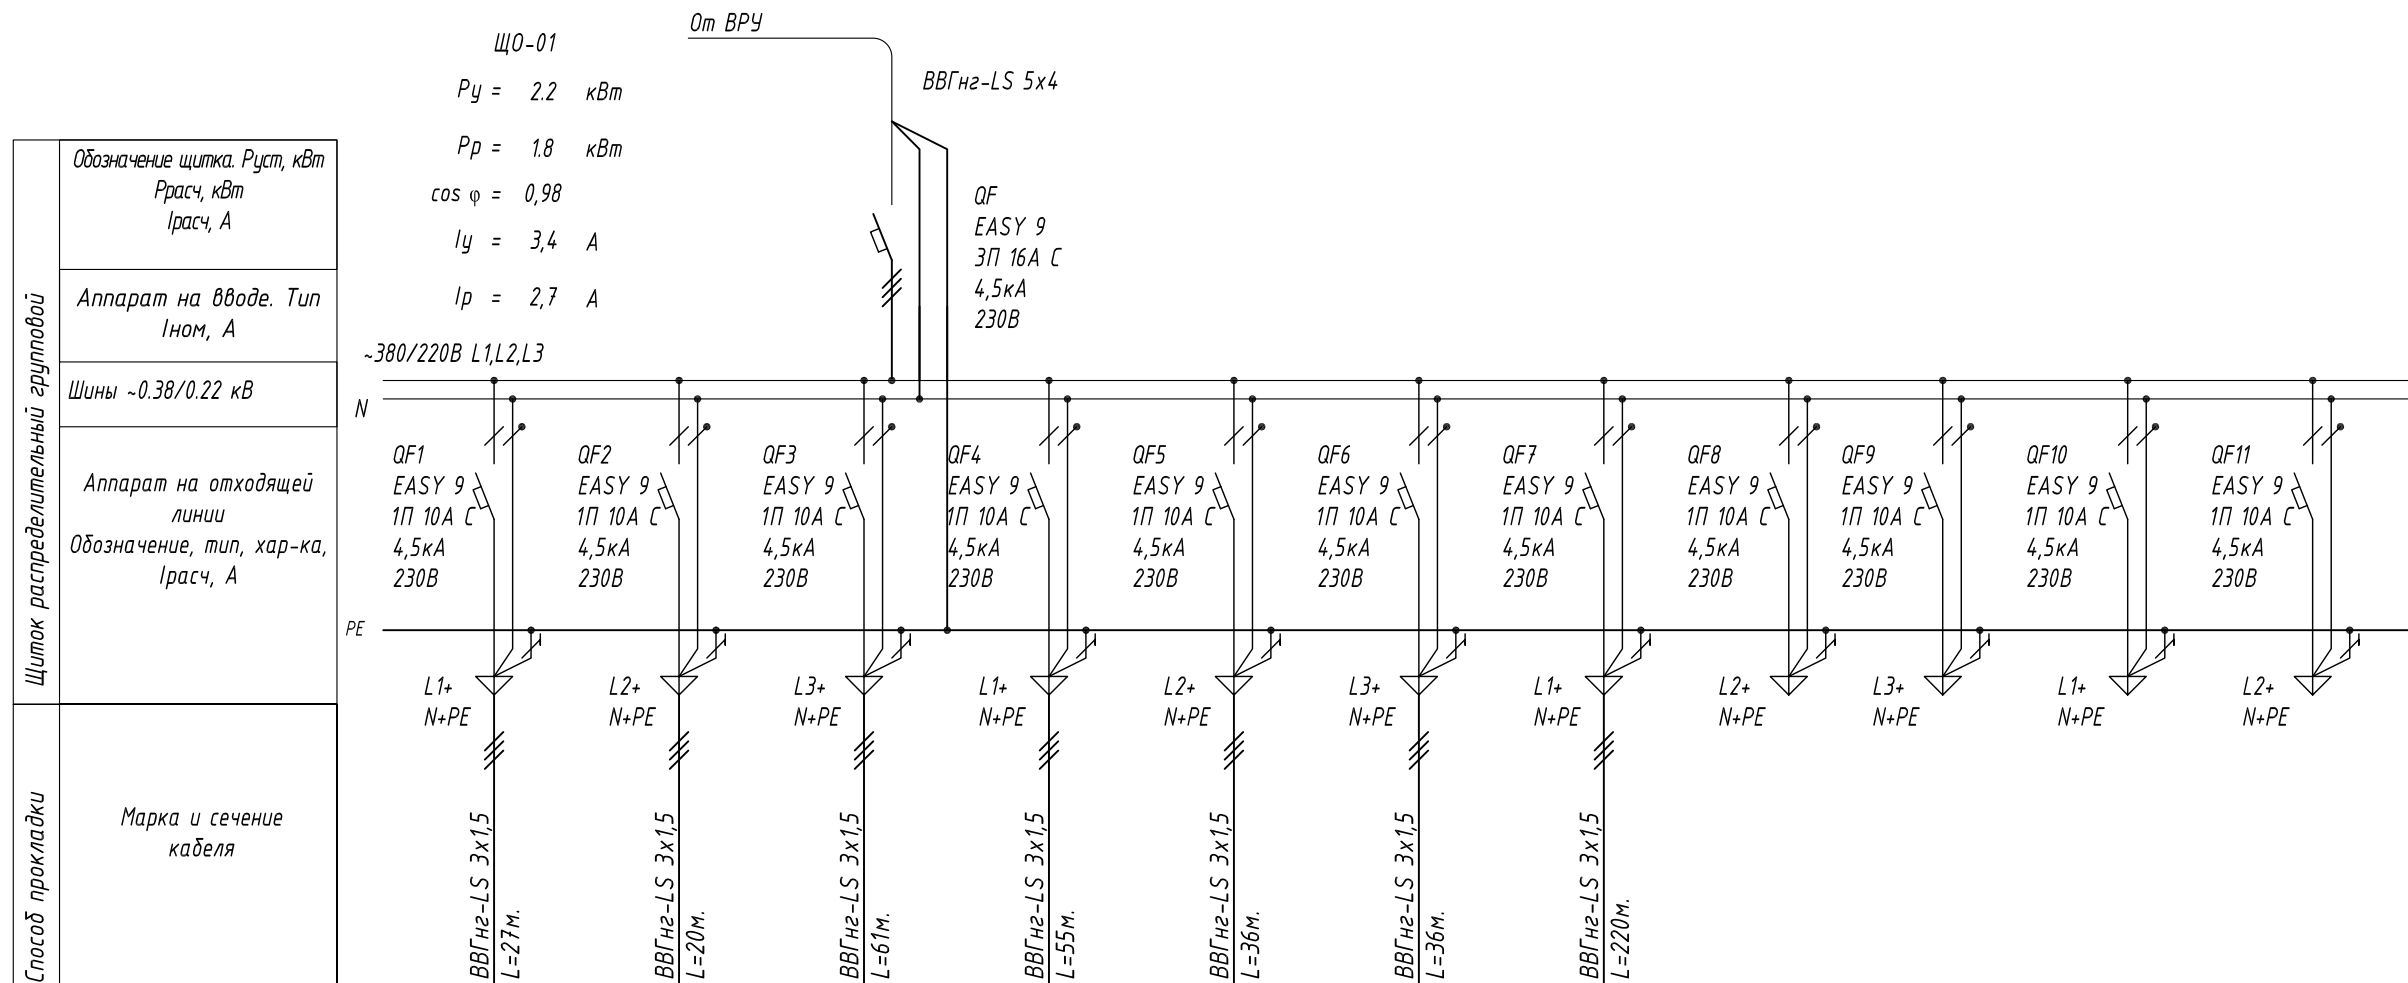 От ВРУ
ЩО-01
ВВГнг-LS 5х4
Ру = 2.2 кВт
Рр = 1.8 кВт
cos φ = 0,98
Iу = 3,4 А
Iр = 2,7 А
QF
EASY 9
3П 16А С
4,5кА
230В
Щиток распределительный групповой
Обозначение щитка. Руст, кВт
Ррасч, кВт
Iрасч, А
Аппарат на вводе. Тип
Iном, А
Шины ~0.38/0.22 кВ
Аппарат на отходящей
линии
Обозначение, тип, хар-ка,
Iрасч, А
~380/220В L1,L2,L3
N
PE
QF1
EASY 9
1П 10А С
4,5кА
230В
QF2
EASY 9
1П 10А С
4,5кА
230В
QF3
EASY 9
1П 10А С
4,5кА
230В
QF4
EASY 9
1П 10А С
4,5кА
230В
QF5
EASY 9
1П 10А С
4,5кА
230В
QF6
EASY 9
1П 10А С
4,5кА
230В
QF7
EASY 9
1П 10А С
4,5кА
230В
QF8
EASY 9
1П 10А С
4,5кА
230В
QF9
EASY 9
1П 10А С
4,5кА
230В
QF10
EASY 9
1П 10А С
4,5кА
230В
QF11
EASY 9
1П 10А С
4,5кА
230В
L1+
N+PE
L2+
N+PE
L3+
N+PE
L1+
N+PE
L2+
N+PE
L3+
N+PE
L1+
N+PE
L2+
N+PE
L3+
N+PE
L1+
N+PE
L2+
N+PE
Способ прокладки
Марка и сечение
кабеля
ВВГнг-LS 3х1,5
L=27м.
ВВГнг-LS 3х1,5
L=20м.
ВВГнг-LS 3х1,5
L=61м.
ВВГнг-LS 3х1,5
L=55м.
ВВГнг-LS 3х1,5
L=36м.
ВВГнг-LS 3х1,5
L=36м.
ВВГнг-LS 3х1,5
L=220м.